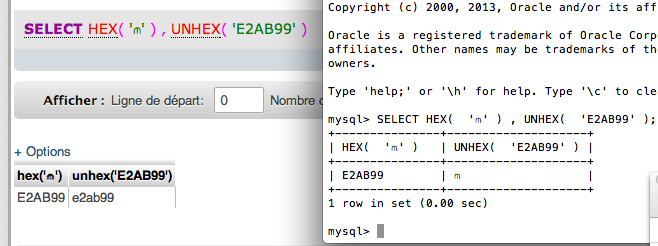 SELECT HEX( '⫙' ) , UNHEX( 'E2AB99' )
Afficher : Ligne de départ: 0 Nombre
+ Options
hex('⫙') unhex('E2AB99')
E2AB99 e2ab99
Copyright (c) 2000, 2013, Oracle and/or its aff
Oracle is a registered trademark of Oracle Corp
affiliates. Other names may be trademarks of th
owners.
Type 'help;' or '\h' for help. Type '\c' to cle
mysql> SELECT HEX( '⫙' ) , UNHEX( 'E2AB99' );
+---------------+--------------------+
| HEX( '⫙' ) | UNHEX( 'E2AB99' ) |
+---------------+--------------------+
| E2AB99 | ⫙ |
+---------------+--------------------+
1 row in set (0.00 sec)
mysql>